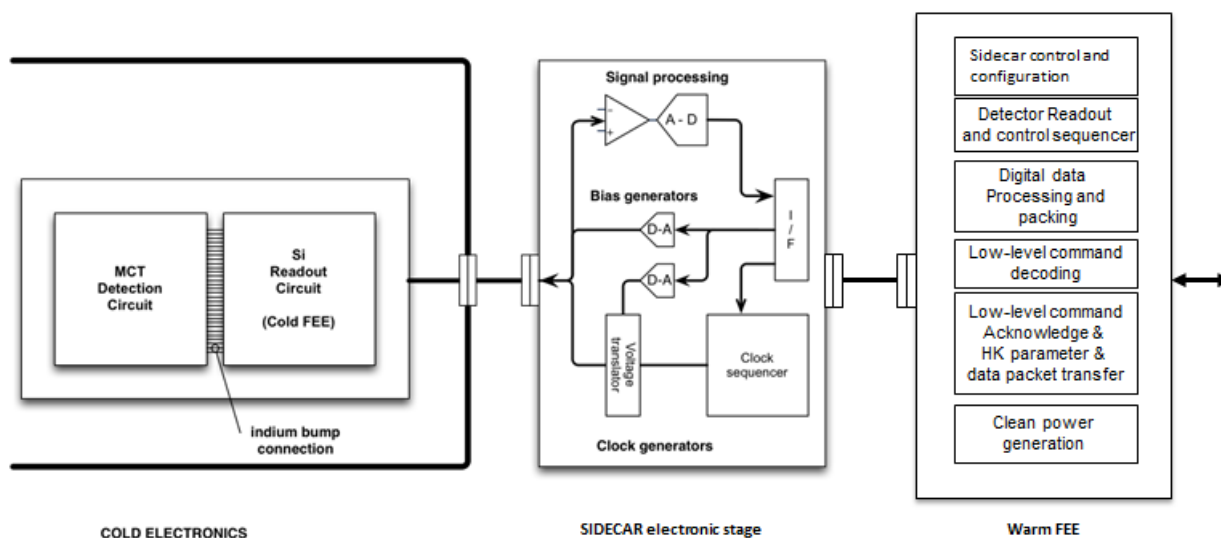 MCT
Detection
Circuit
Si
Readout
Circuit
(Cold FEE)
indium bump
connection
COLD ELECTRONICS
Signal processing
-
+
A - D
Bias generators
D-A
D-A
I
/
F
Voltage
translator
Clock
sequencer
Clock generators
SIDECAR electronic stage
Sidecar control and
configuration
Detector Readout
and control sequencer
Digital data
Processing and
packing
Low-level command
decoding
Low-level command
Acknowledge &
HK parameter &
data packet transfer
Clean power
generation
Warm FEE